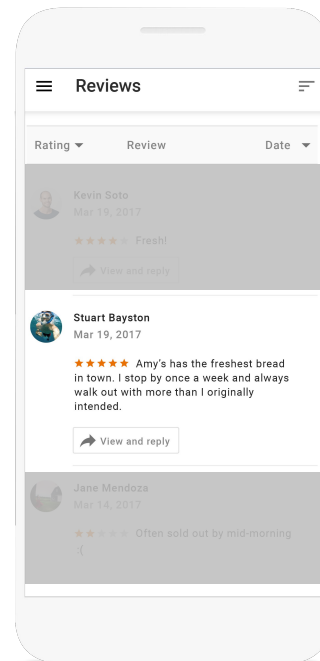 Reviews
Rating Review Date
Kevin Soto
Mar 19, 2017
Fresh!
View and reply
Stuart Bayston
Mar 19, 2017
Amy's has the freshest bread
in town. I stop by once a week and always
walk out with more than I originally
intended.
View and reply
Jane Mendoza
Mar 14, 2017
Often sold out by mid-morning
:(